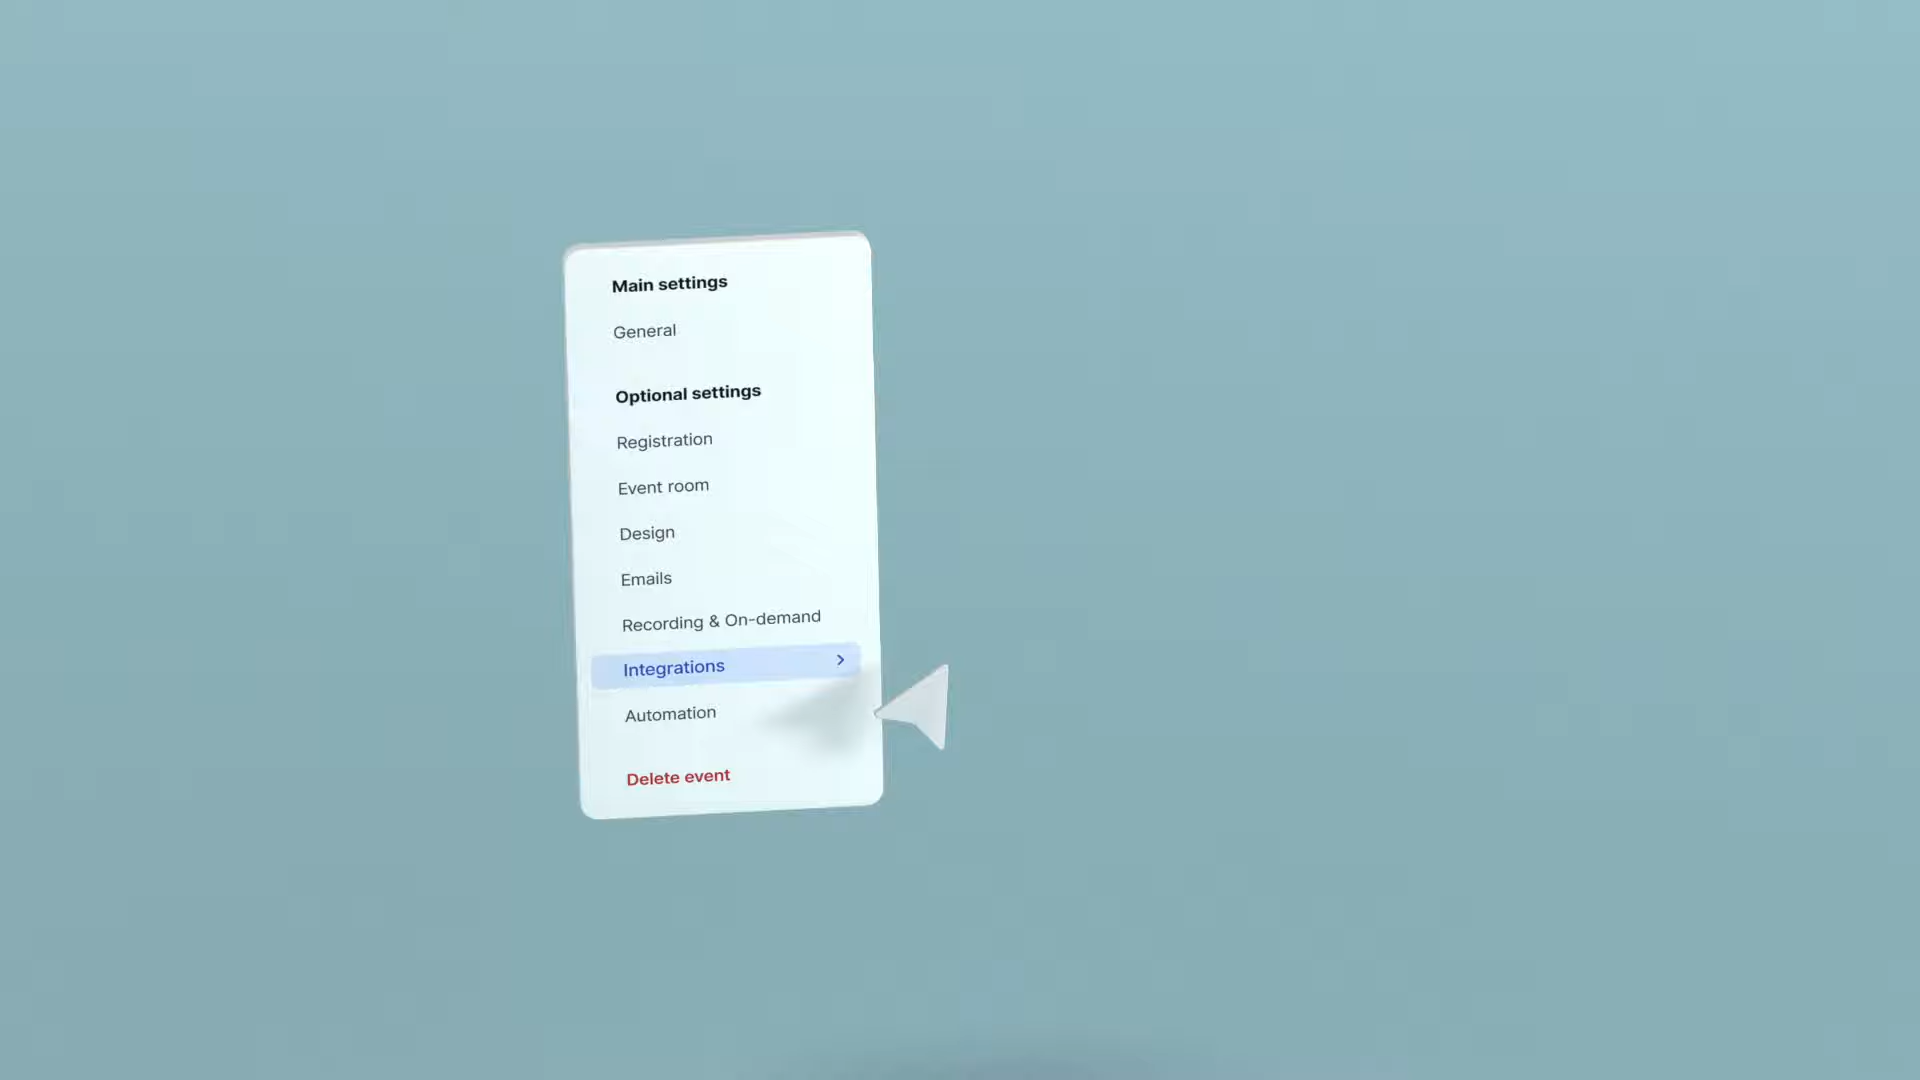 Main settings
General
Optional settings
Registration
Event room
Design
Emails
Recording & On-demand
Integrations
Automation
Delete event